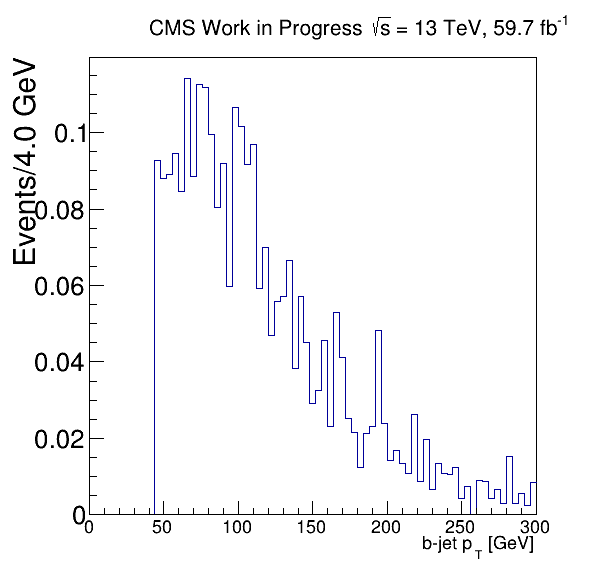 CMS Work in Progress √s = 13 TeV, 59.7 fb⁻¹
Events/4.0 GeV
0.1
0.08
0.06
0.04
0.02
0
0 50 100 150 200 250 300
b-jet p_T [GeV]